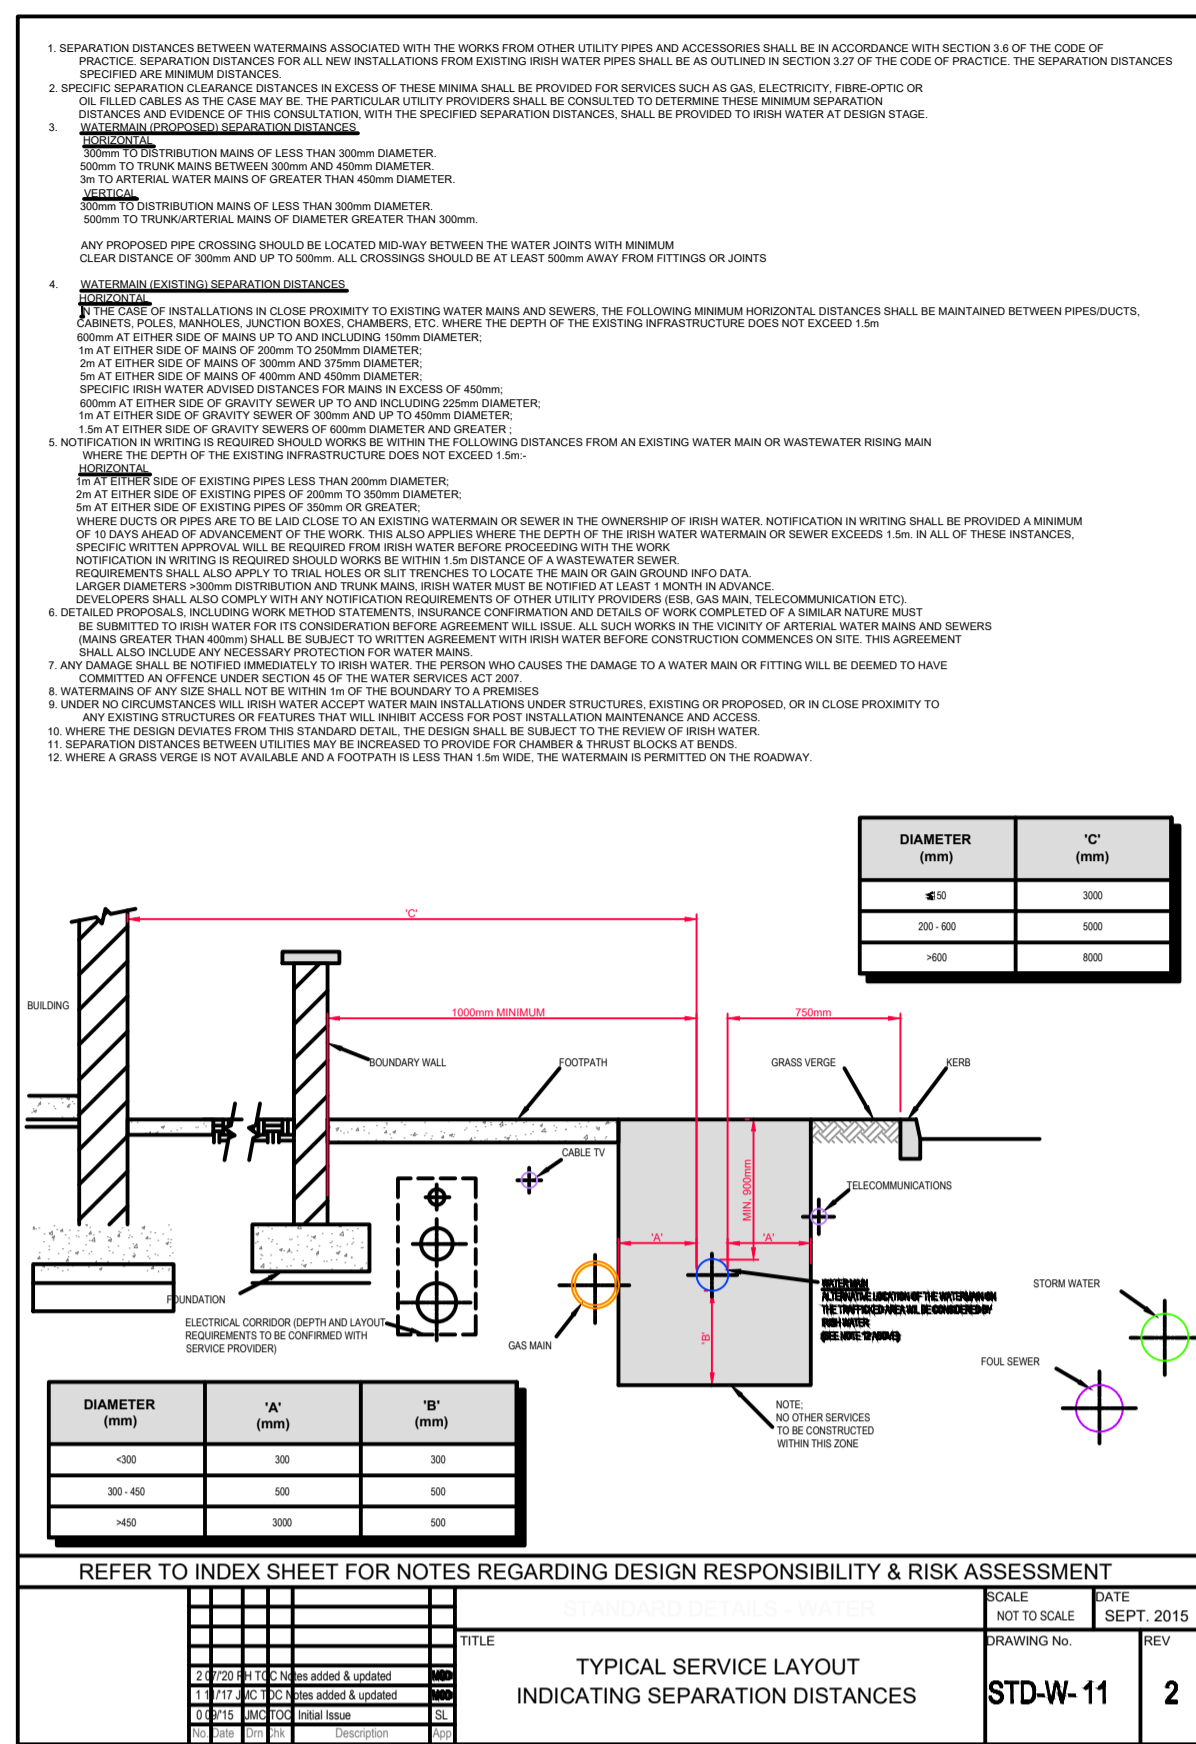 1. SEPARATION DISTANCES BETWEEN WATERMAINS ASSOCIATED WITH THE WORKS FROM OTHER UTILITY PIPES AND ACCESSORIES SHALL BE IN ACCORDANCE WITH SECTION 3.6 OF THE CODE OF
PRACTICE. SEPARATION DISTANCES FOR ALL NEW INSTALLATIONS FROM EXISTING IRISH WATER PIPES SHALL BE AS OUTLINED IN SECTION 3.27 OF THE CODE OF PRACTICE. THE SEPARATION DISTANCES
SPECIFIED ARE MINIMUM DISTANCES.
2. SPECIFIC SEPARATION CLEARANCE DISTANCES IN EXCESS OF THESE MINIMA SHALL BE PROVIDED FOR SERVICES SUCH AS GAS, ELECTRICITY, FIBRE-OPTIC OR
OIL FILLED CABLES AS THE CASE MAY BE. THE PARTICULAR UTILITY PROVIDERS SHALL BE CONSULTED TO DETERMINE THESE MINIMUM SEPARATION
DISTANCES AND EVIDENCE OF THIS CONSULTATION, WITH THE SPECIFIED SEPARATION DISTANCES, SHALL BE PROVIDED TO IRISH WATER AT DESIGN STAGE.
3. WATERMAIN (PROPOSED) SEPARATION DISTANCES
HORIZONTAL
300mm TO DISTRIBUTION MAINS OF LESS THAN 300mm DIAMETER.
500mm TO TRUNK MAINS BETWEEN 300mm AND 450mm DIAMETER.
3m TO ARTERIAL WATER MAINS OF GREATER THAN 450mm DIAMETER.
VERTICAL
300mm TO DISTRIBUTION MAINS OF LESS THAN 300mm DIAMETER.
500mm TO TRUNK/ARTERIAL MAINS OF DIAMETER GREATER THAN 300mm.
ANY PROPOSED PIPE CROSSING SHOULD BE LOCATED MID-WAY BETWEEN THE WATER JOINTS WITH MINIMUM
CLEAR DISTANCE OF 300mm AND UP TO 500mm. ALL CROSSINGS SHOULD BE AT LEAST 500mm AWAY FROM FITTINGS OR JOINTS
4. WATERMAIN (EXISTING) SEPARATION DISTANCES
HORIZONTAL
IN THE CASE OF INSTALLATIONS IN CLOSE PROXIMITY TO EXISTING WATER MAINS AND SEWERS, THE FOLLOWING MINIMUM HORIZONTAL DISTANCES SHALL BE MAINTAINED BETWEEN PIPES/DUCTS,
CABINETS, POLES, MANHOLES, JUNCTION BOXES, CHAMBERS, ETC. WHERE THE DEPTH OF THE EXISTING INFRASTRUCTURE DOES NOT EXCEED 1.5m
600mm AT EITHER SIDE OF MAINS UP TO AND INCLUDING 150mm DIAMETER;
1m AT EITHER SIDE OF MAINS OF 200mm TO 250Mmm DIAMETER;
2m AT EITHER SIDE OF MAINS OF 300mm AND 375mm DIAMETER;
5m AT EITHER SIDE OF MAINS OF 400mm AND 450mm DIAMETER;
SPECIFIC IRISH WATER ADVISED DISTANCES FOR MAINS IN EXCESS OF 450mm;
600mm AT EITHER SIDE OF GRAVITY SEWER UP TO AND INCLUDING 225mm DIAMETER;
1m AT EITHER SIDE OF GRAVITY SEWER OF 300mm AND UP TO 450mm DIAMETER;
1.5m AT EITHER SIDE OF GRAVITY SEWERS OF 600mm DIAMETER AND GREATER ;
5. NOTIFICATION IN WRITING IS REQUIRED SHOULD WORKS BE WITHIN THE FOLLOWING DISTANCES FROM AN EXISTING WATER MAIN OR WASTEWATER RISING MAIN
WHERE THE DEPTH OF THE EXISTING INFRASTRUCTURE DOES NOT EXCEED 1.5m:-
HORIZONTAL
1m AT EITHER SIDE OF EXISTING PIPES LESS THAN 200mm DIAMETER;
2m AT EITHER SIDE OF EXISTING PIPES OF 200mm TO 350mm DIAMETER;
5m AT EITHER SIDE OF EXISTING PIPES OF 350mm OR GREATER;
WHERE DUCTS OR PIPES ARE TO BE LAID CLOSE TO AN EXISTING WATERMAIN OR SEWER IN THE OWNERSHIP OF IRISH WATER. NOTIFICATION IN WRITING SHALL BE PROVIDED A MINIMUM
OF 10 DAYS AHEAD OF ADVANCEMENT OF THE WORK. THIS ALSO APPLIES WHERE THE DEPTH OF THE IRISH WATER WATERMAIN OR SEWER EXCEEDS 1.5m. IN ALL OF THESE INSTANCES,
SPECIFIC WRITTEN APPROVAL WILL BE REQUIRED FROM IRISH WATER BEFORE PROCEEDING WITH THE WORK
NOTIFICATION IN WRITING IS REQUIRED SHOULD WORKS BE WITHIN 1.5m DISTANCE OF A WASTEWATER SEWER.
REQUIREMENTS SHALL ALSO APPLY TO TRIAL HOLES OR SLIT TRENCHES TO LOCATE THE MAIN OR GAIN GROUND INFO DATA.
LARGER DIAMETERS >300mm DISTRIBUTION AND TRUNK MAINS, IRISH WATER MUST BE NOTIFIED AT LEAST 1 MONTH IN ADVANCE.
DEVELOPERS SHALL ALSO COMPLY WITH ANY NOTIFICATION REQUIREMENTS OF OTHER UTILITY PROVIDERS (ESB, GAS MAIN, TELECOMMUNICATION ETC).
6. DETAILED PROPOSALS, INCLUDING WORK METHOD STATEMENTS, INSURANCE CONFIRMATION AND DETAILS OF WORK COMPLETED OF A SIMILAR NATURE MUST
BE SUBMITTED TO IRISH WATER FOR ITS CONSIDERATION BEFORE AGREEMENT WILL ISSUE. ALL SUCH WORKS IN THE VICINITY OF ARTERIAL WATER MAINS AND SEWERS
(MAINS GREATER THAN 400mm) SHALL BE SUBJECT TO WRITTEN AGREEMENT WITH IRISH WATER BEFORE CONSTRUCTION COMMENCES ON SITE. THIS AGREEMENT
SHALL ALSO INCLUDE ANY NECESSARY PROTECTION FOR WATER MAINS.
7. ANY DAMAGE SHALL BE NOTIFIED IMMEDIATELY TO IRISH WATER. THE PERSON WHO CAUSES THE DAMAGE TO A WATER MAIN OR FITTING WILL BE DEEMED TO HAVE
COMMITTED AN OFFENCE UNDER SECTION 45 OF THE WATER SERVICES ACT 2007.
8. WATERMAINS OF ANY SIZE SHALL NOT BE WITHIN 1m OF THE BOUNDARY TO A PREMISES
9. UNDER NO CIRCUMSTANCES WILL IRISH WATER ACCEPT WATER MAIN INSTALLATIONS UNDER STRUCTURES, EXISTING OR PROPOSED, OR IN CLOSE PROXIMITY TO
ANY EXISTING STRUCTURES OR FEATURES THAT WILL INHIBIT ACCESS FOR POST INSTALLATION MAINTENANCE AND ACCESS.
10. WHERE THE DESIGN DEVIATES FROM THIS STANDARD DETAIL, THE DESIGN SHALL BE SUBJECT TO THE REVIEW OF IRISH WATER.
11. SEPARATION DISTANCES BETWEEN UTILITIES MAY BE INCREASED TO PROVIDE FOR CHAMBER & THRUST BLOCKS AT BENDS.
12. WHERE A GRASS VERGE IS NOT AVAILABLE AND A FOOTPATH IS LESS THAN 1.5m WIDE, THE WATERMAIN IS PERMITTED ON THE ROADWAY.
DIAMETER (mm) 'C' (mm)
150 3000
200 - 600 5000
>600 8000
'C'
BUILDING
1000mm MINIMUM
750mm
BOUNDARY WALL
FOOTPATH
GRASS VERGE
KERB
CABLE TV
MIN. 900mm
TELECOMMUNICATIONS
'A'
'A'
'B'
WATERMAIN
ALTERNATIVE LOCATION OF THE WATERMAIN ON
THE TRAFFICKED AREA WILL BE CONSIDERED BY
IRISH WATER
(SEE NOTE 12 ABOVE)
STORM WATER
FOUNDATION
ELECTRICAL CORRIDOR (DEPTH AND LAYOUT
REQUIREMENTS TO BE CONFIRMED WITH
SERVICE PROVIDER)
GAS MAIN
FOUL SEWER
NOTE;
NO OTHER SERVICES
TO BE CONSTRUCTED
WITHIN THIS ZONE
DIAMETER (mm) 'A' (mm) 'B' (mm)
<300 300 300
300 - 450 500 500
>450 3000 500
REFER TO INDEX SHEET FOR NOTES REGARDING DESIGN RESPONSIBILITY & RISK ASSESSMENT
STANDARD DETAILS - WATER
SCALE
NOT TO SCALE
DATE
SEPT. 2015
TITLE
TYPICAL SERVICE LAYOUT
INDICATING SEPARATION DISTANCES
DRAWING No.
STD-W-11
REV
2
2 07/'20 RH TOC Notes added & updated MOD
1 11/'17 JMC TOC Notes added & updated MOD
0 09/'15 JMC TOC Initial Issue SL
No. Date Drn Chk Description App